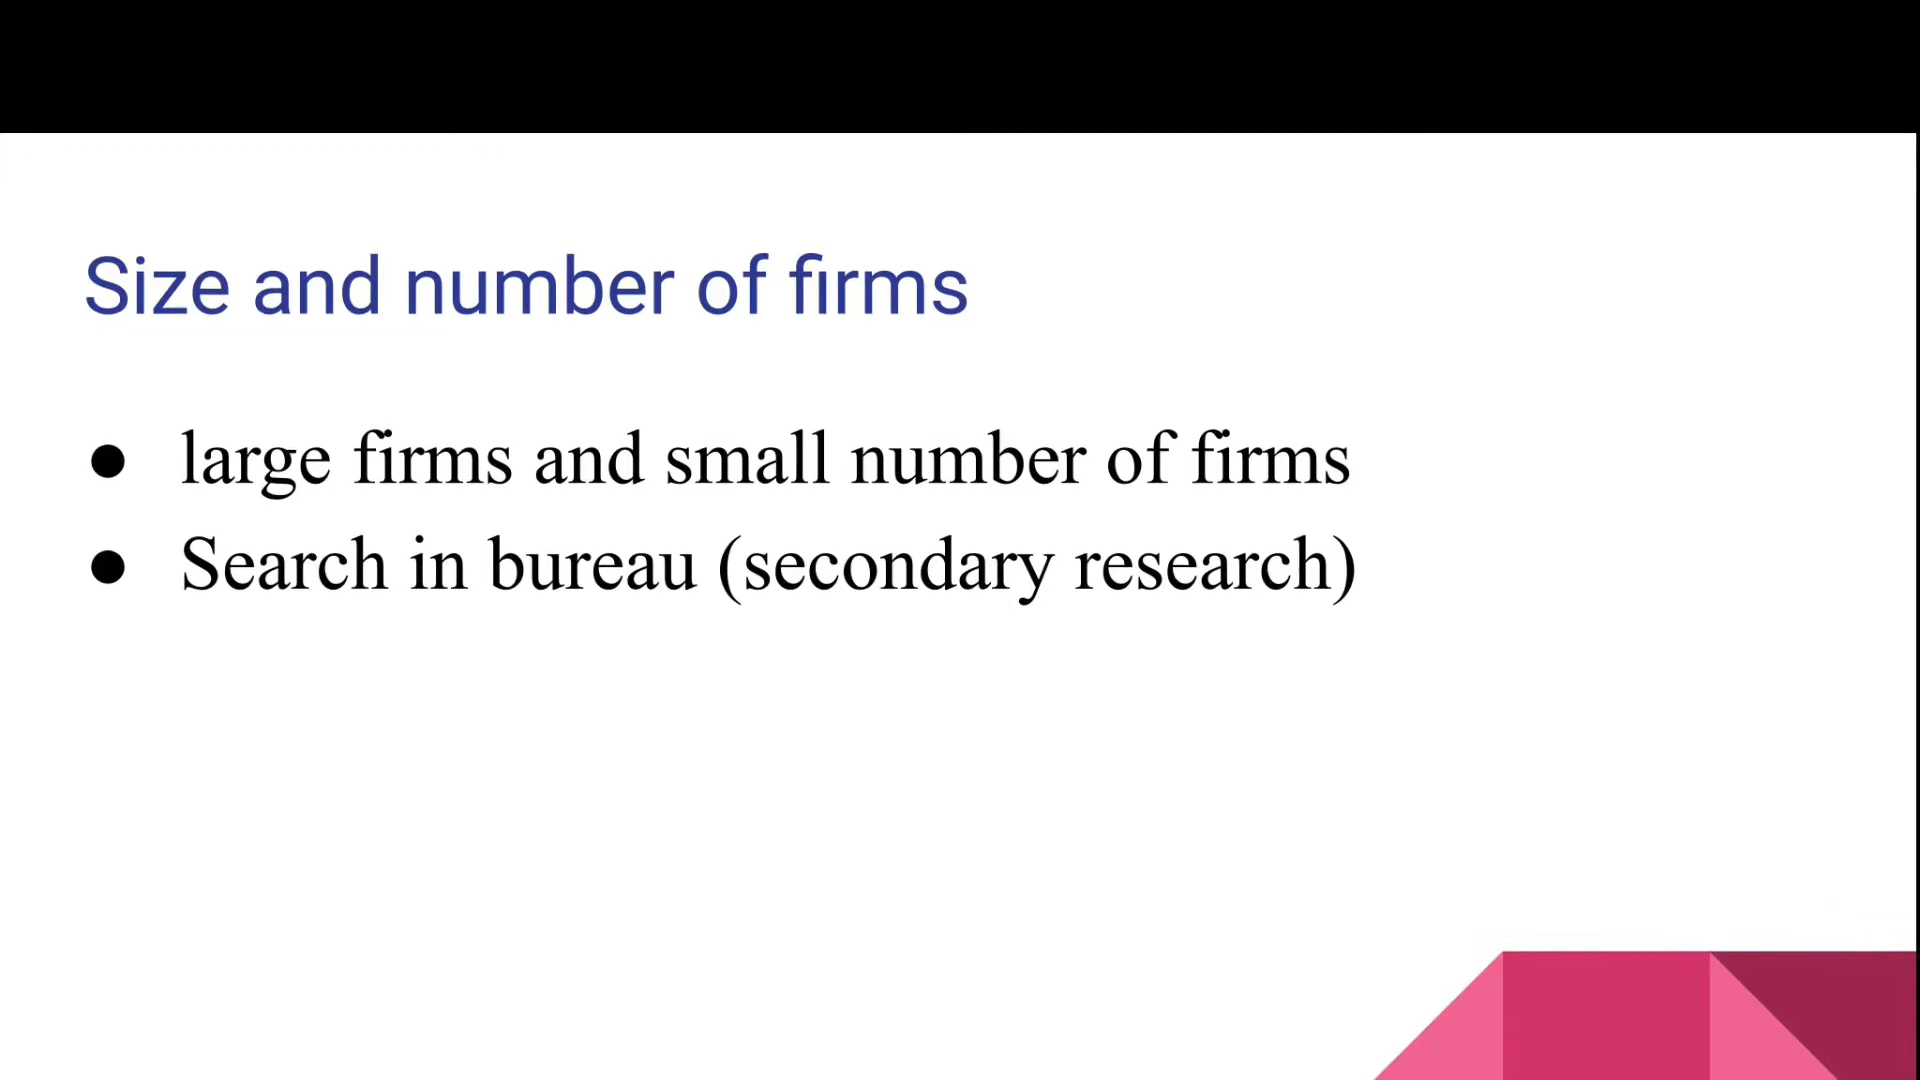 Size and number of firms
large firms and small number of firms
Search in bureau (secondary research)